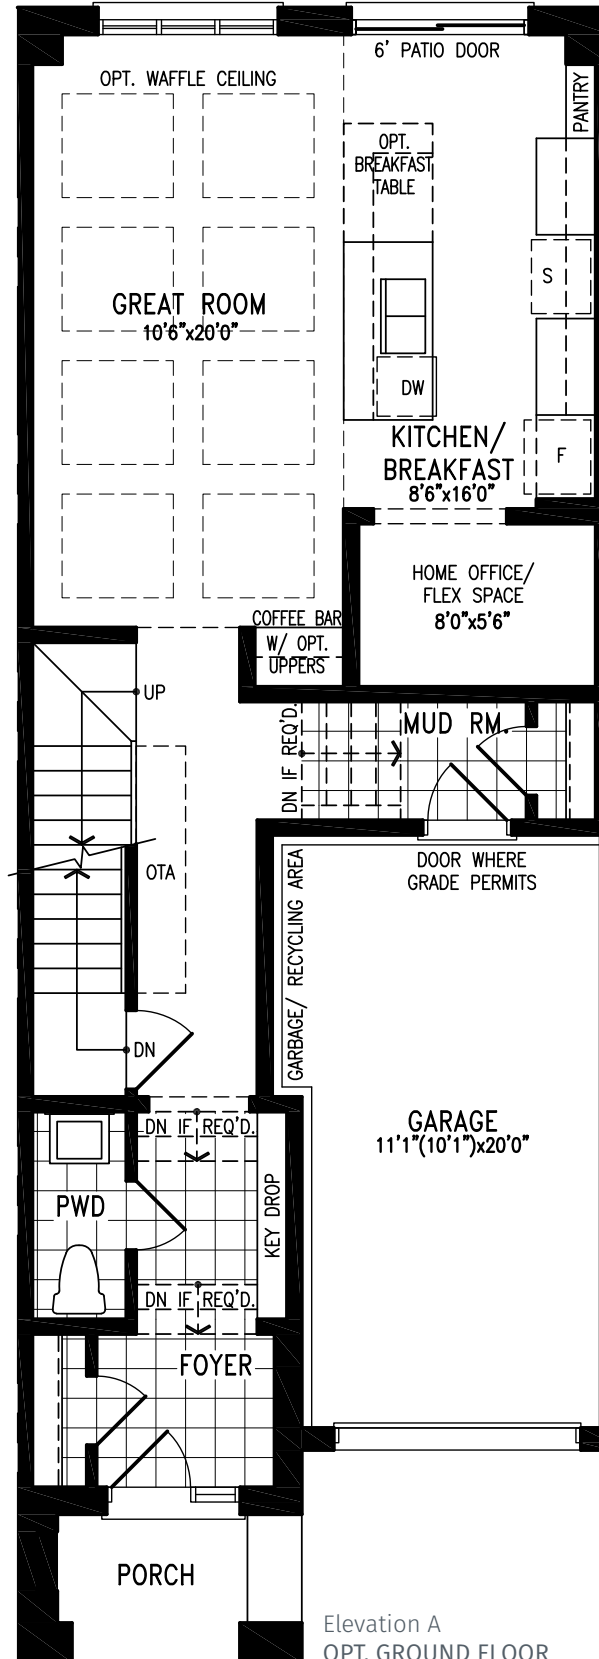 6' PATIO DOOR
OPT. WAFFLE CEILING
PANTRY
OPT.
BREAKFAST
TABLE
S
GREAT ROOM
10'6"x20'0"
DW
KITCHEN/
BREAKFAST
8'6"x16'0"
F
HOME OFFICE/
FLEX SPACE
8'0"x5'6"
COFFEE BAR
W/ OPT.
UPPERS
UP
DN IF REQ'D.
MUD RM.
OTA
DOOR WHERE
GRADE PERMITS
GARBAGE/ RECYCLING AREA
DN
DN IF REQ'D.
GARAGE
11'1"(10'1")x20'0"
PWD
KEY DROP
DN IF REQ'D.
FOYER
PORCH
Elevation A
OPT. GROUND FLOOR